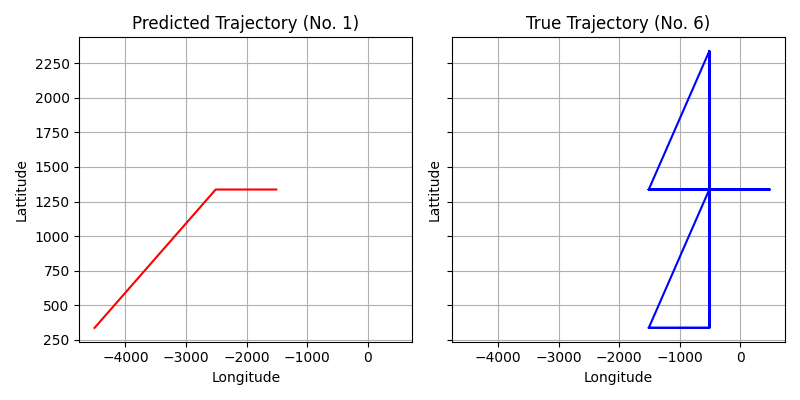 Predicted Trajectory (No. 1)
True Trajectory (No. 6)
Lattitude
2250
2000
1750
1500
1250
1000
750
500
250
−4000 −3000 −2000 −1000 0
Longitude
Lattitude
−4000 −3000 −2000 −1000 0
Longitude